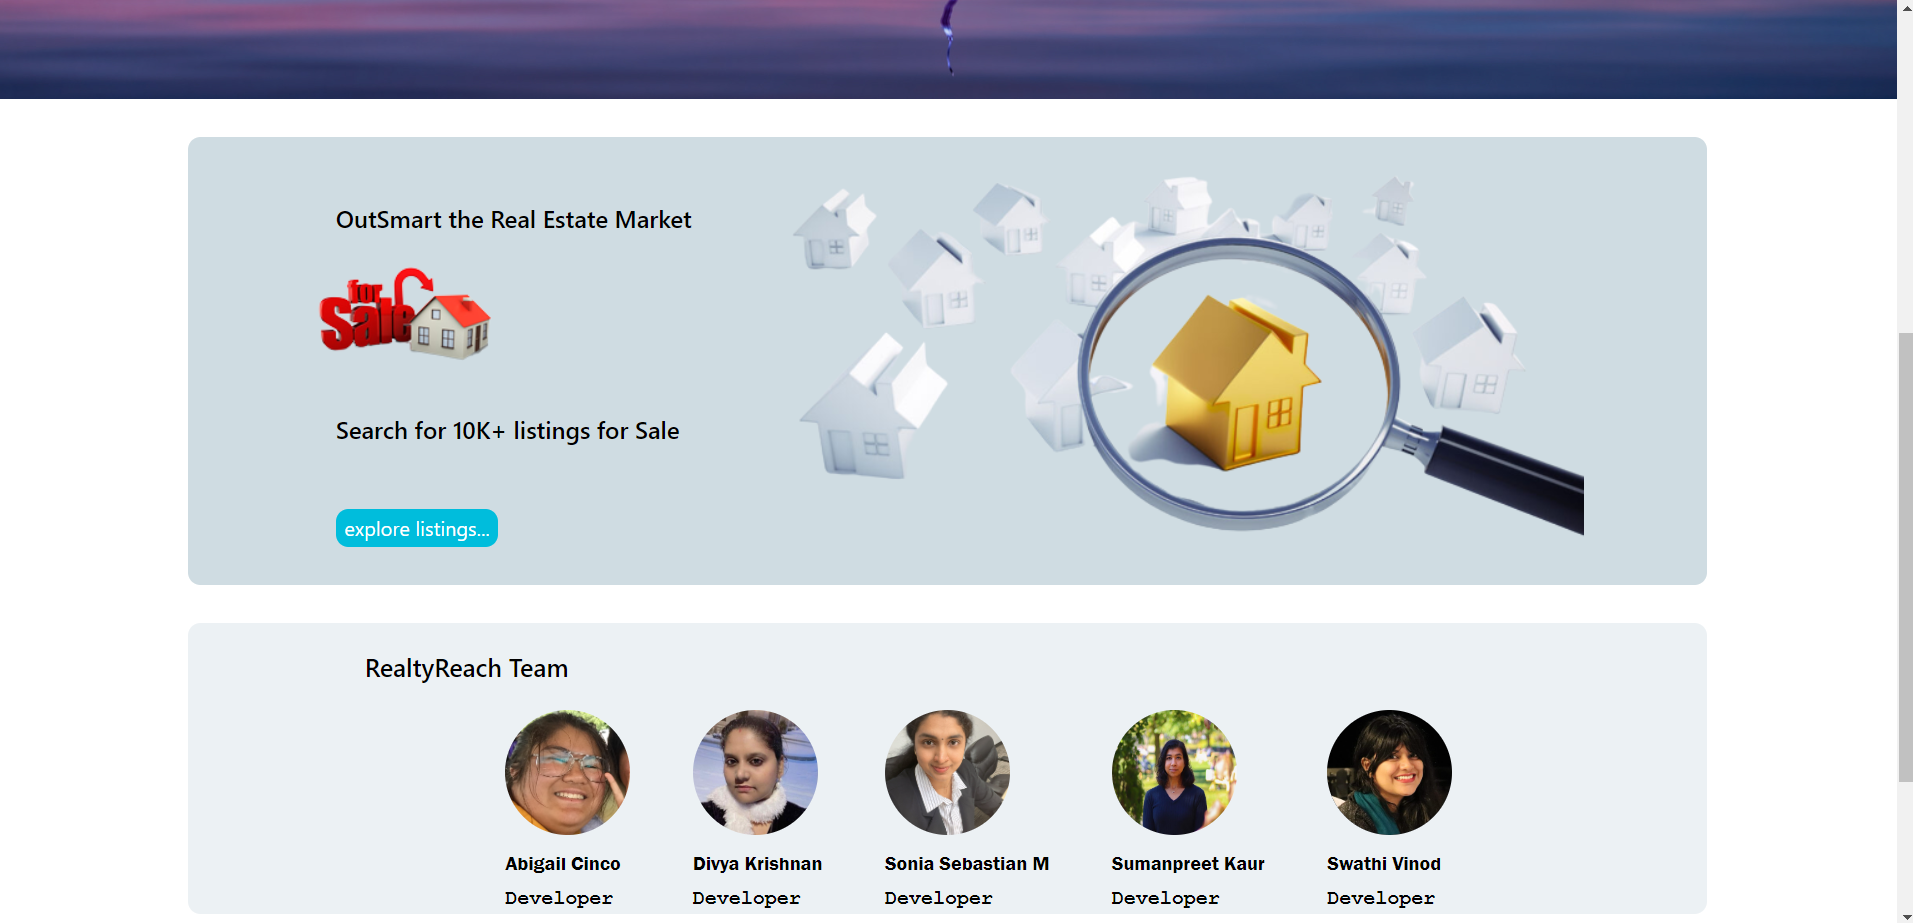 OutSmart the Real Estate Market
for
Sale
Search for 10K+ listings for Sale
explore listings...
RealtyReach Team
Abigail Cinco
Developer
Divya Krishnan
Developer
Sonia Sebastian M
Developer
Sumanpreet Kaur
Developer
Swathi Vinod
Developer